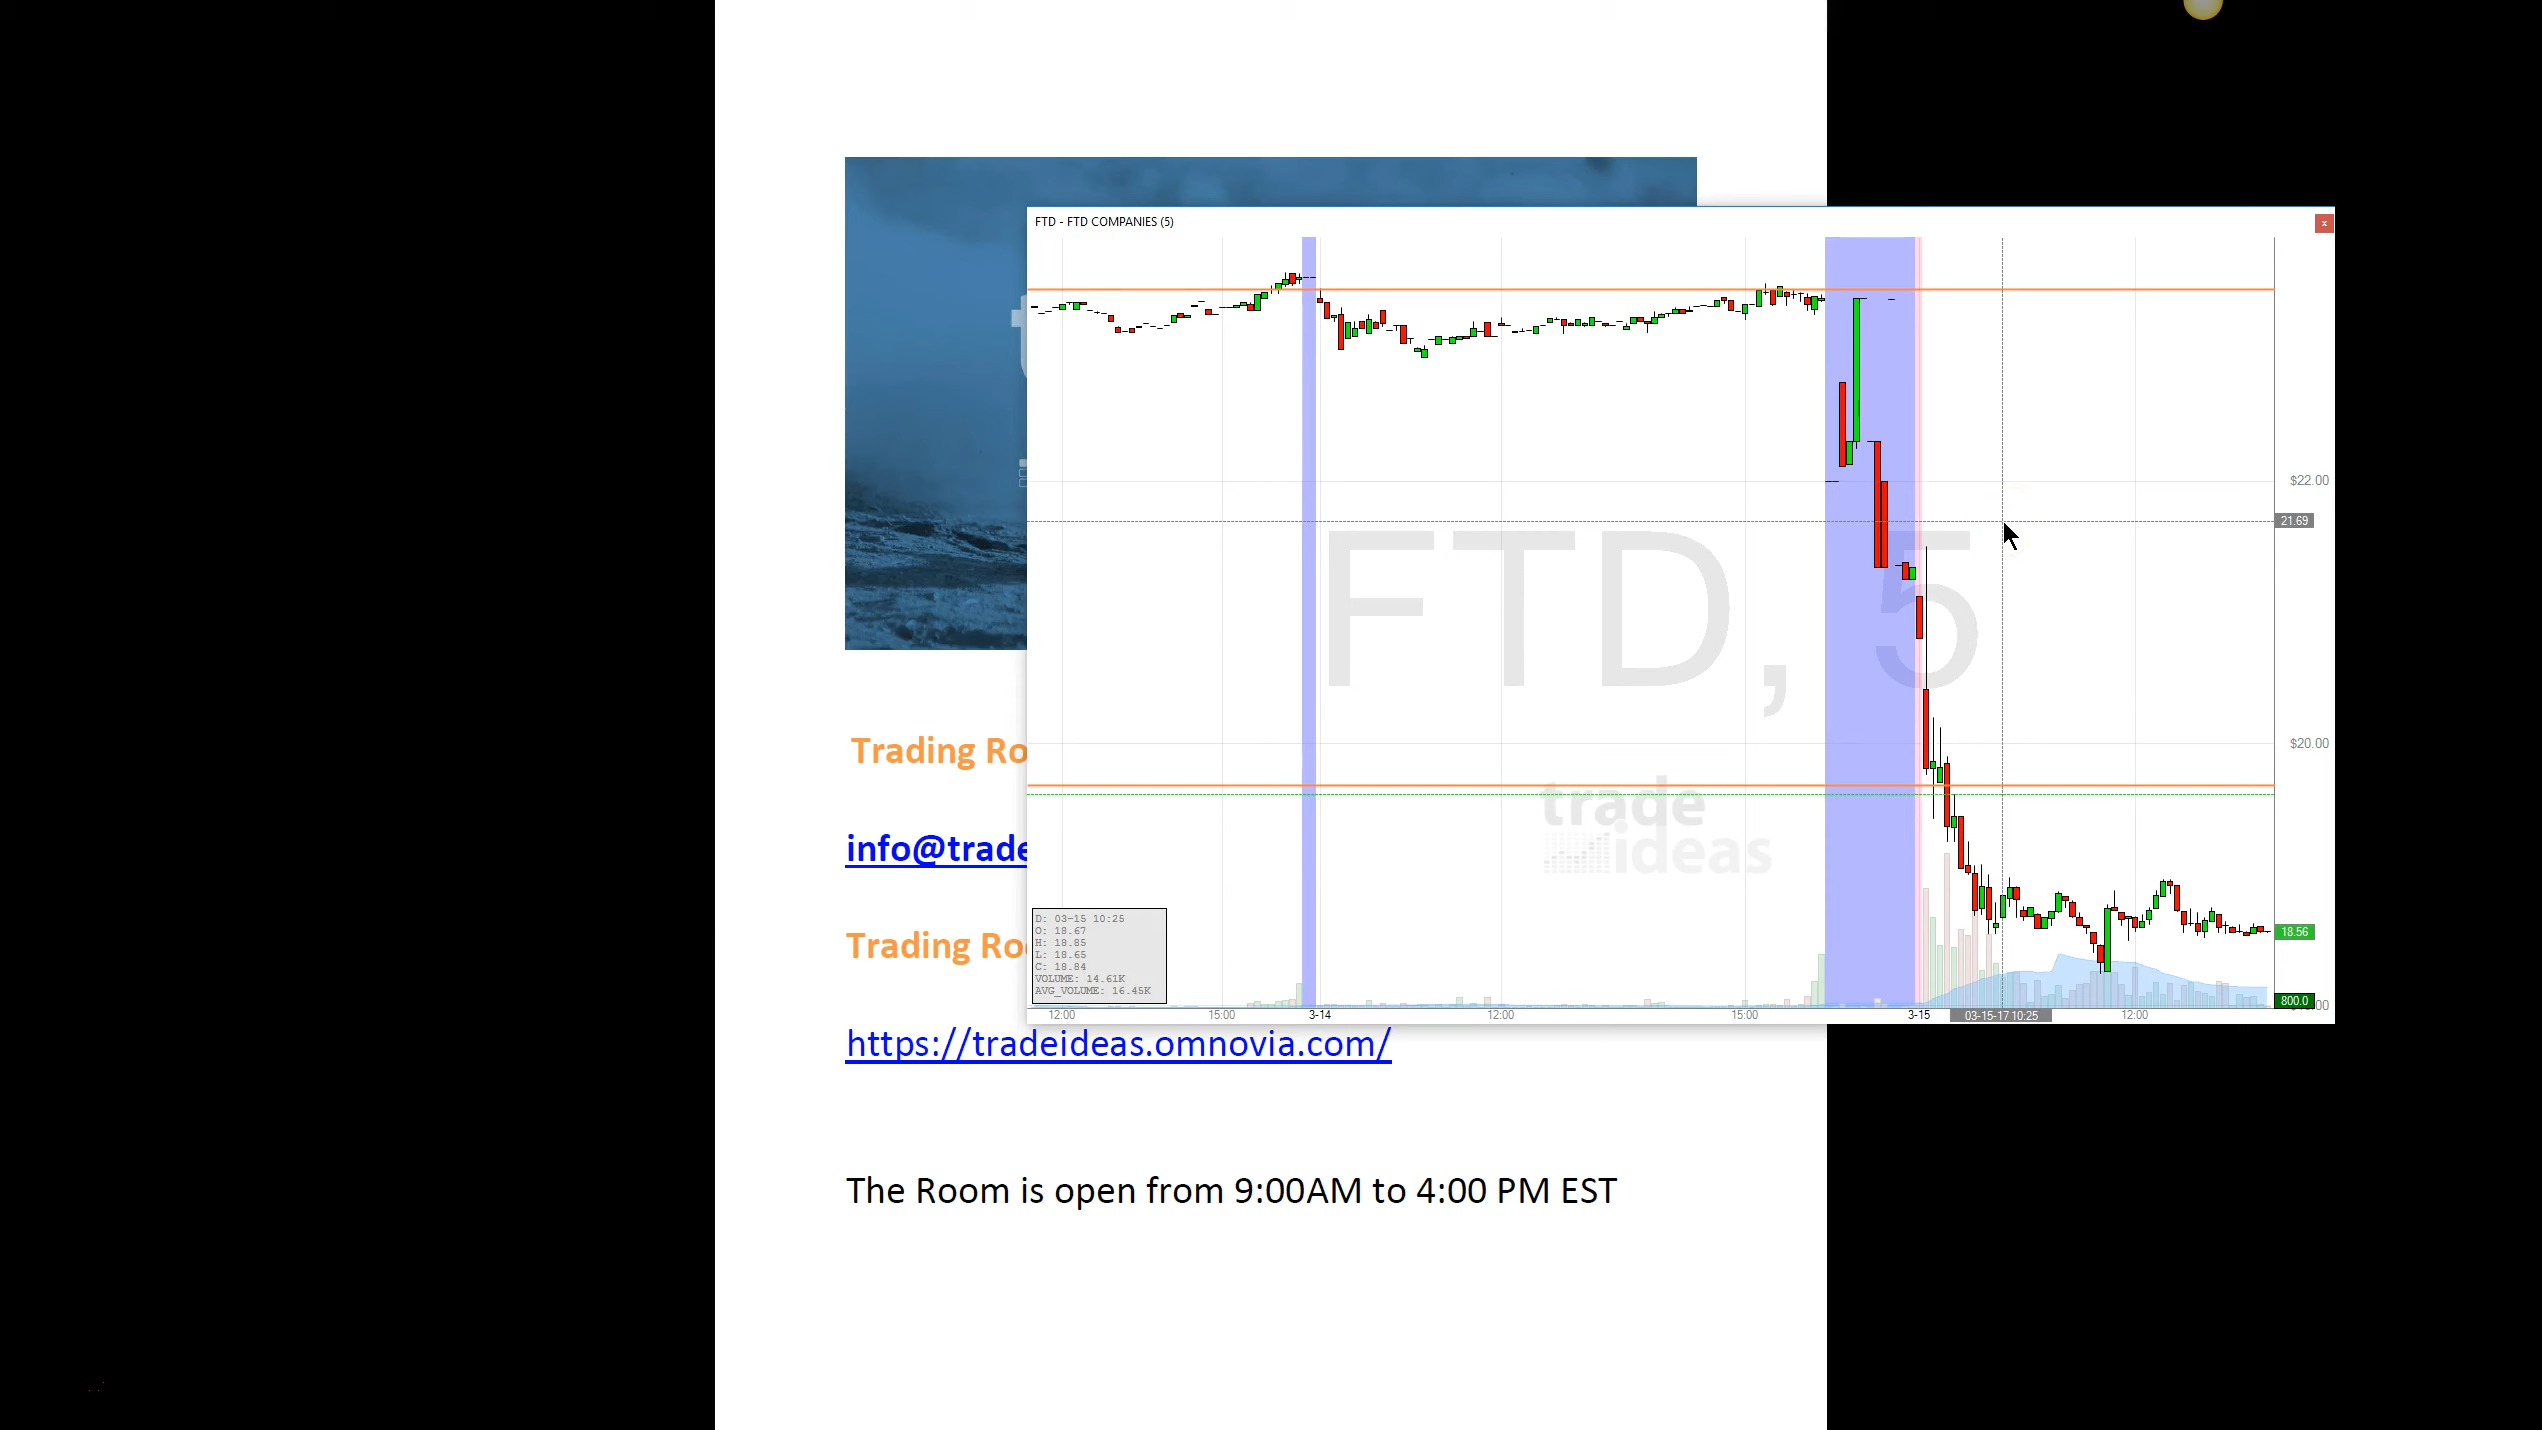 FTD - FTD COMPANIES (5)
x
$22.00
21.69
FTD, 5
$20.00
trade
ideas
Trading Ro
info@trade
Trading Ro
D: 03-15 10:25
O: 18.67
H: 18.85
L: 18.65
C: 18.84
VOLUME: 14.61K
AVG_VOLUME: 16.45K
18.56
800.0
00
12:00 15:00 3-14 12:00 15:00 3-15 03-15-17 10:25 12:00
https://tradeideas.omnovia.com/
The Room is open from 9:00AM to 4:00 PM EST